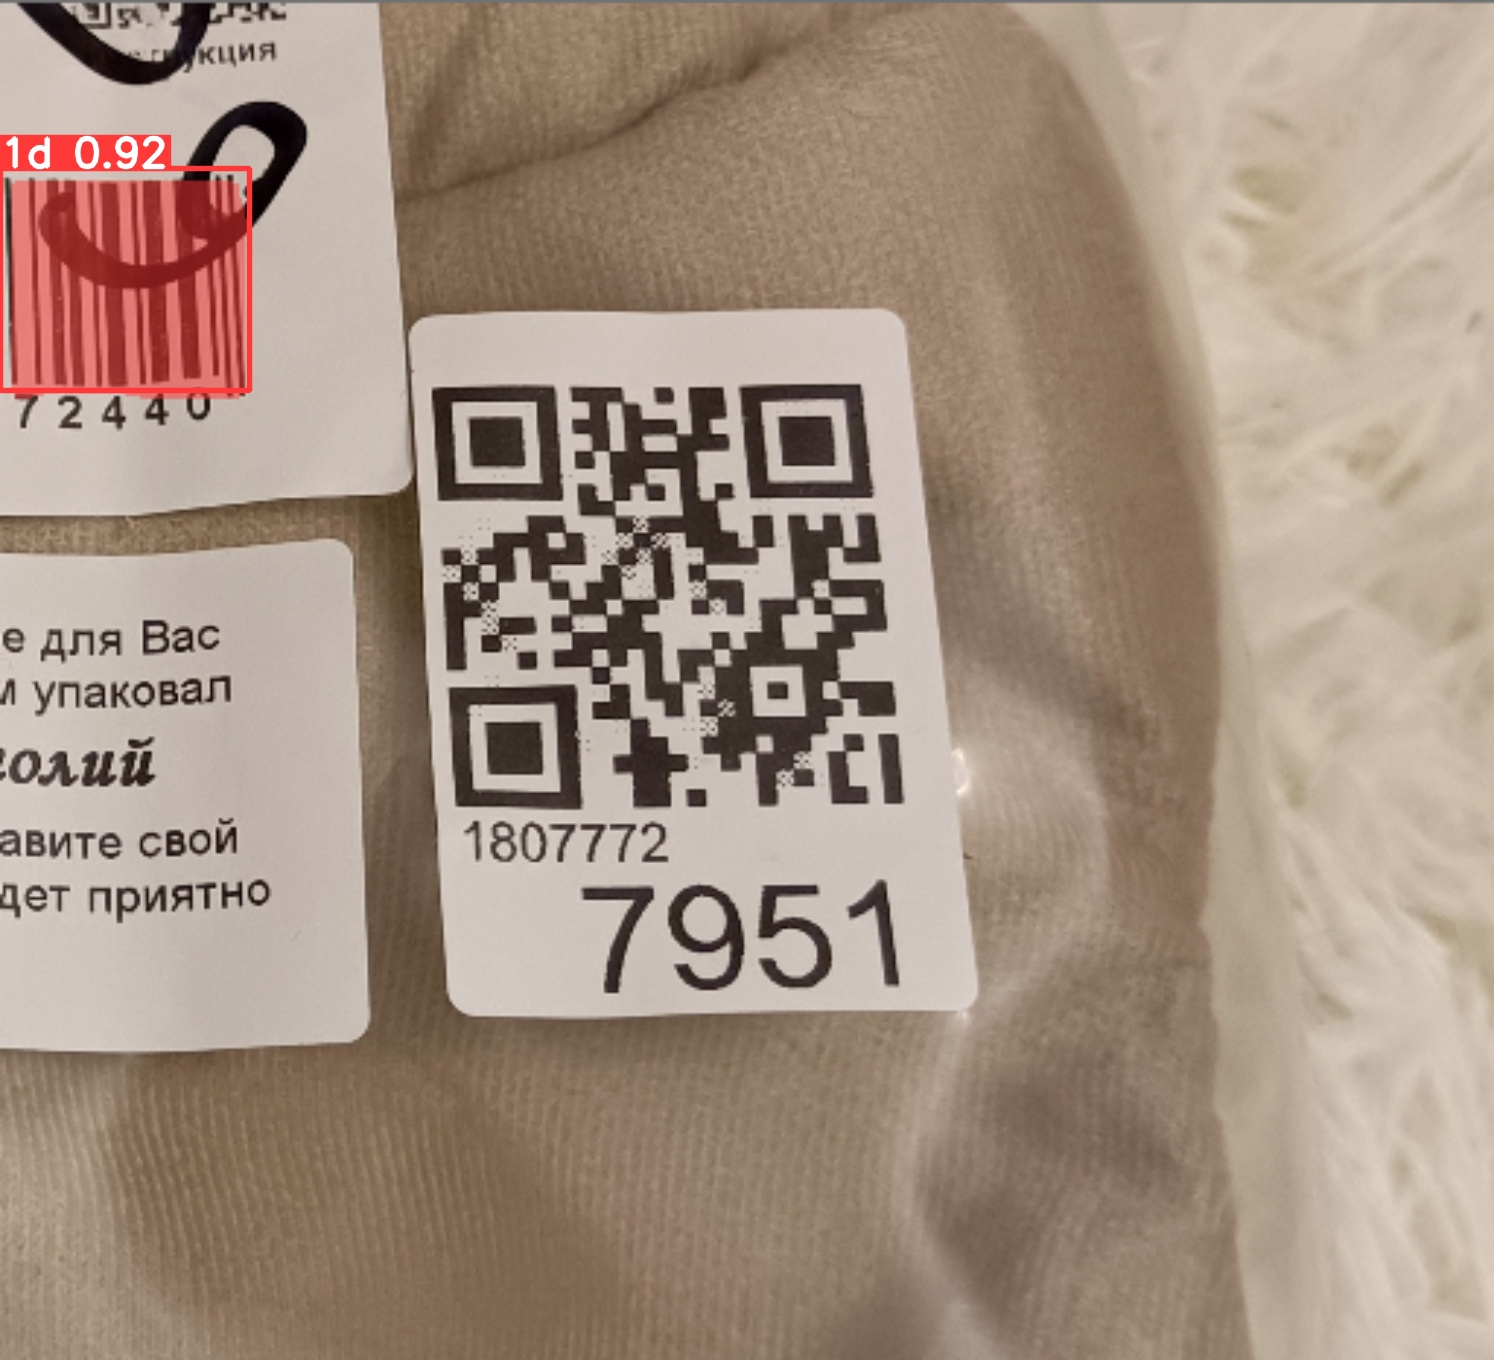 1d 0.92
72440
е для Вас
м упаковал
олий
авите свой
дет приятно
1807772
7951